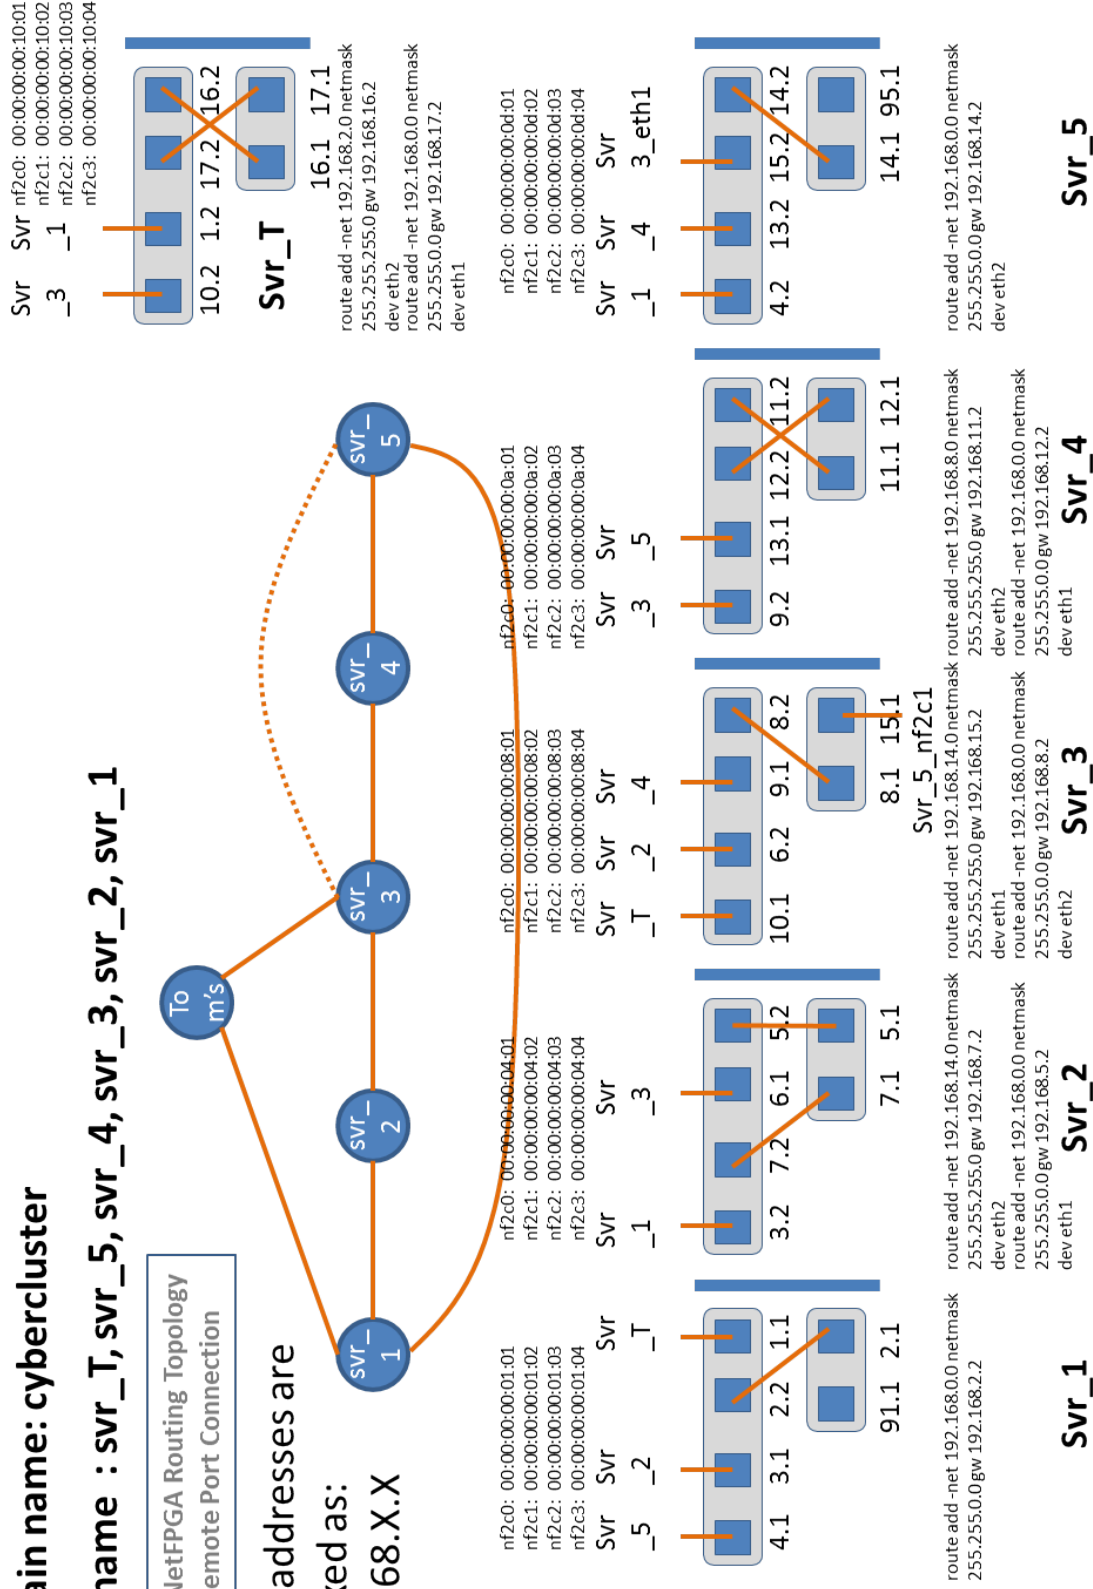 ain name: cybercluster
name : svr_T, svr_5, svr_4, svr_3, svr_2, svr_1
NetFPGA Routing Topology
emote Port Connection
addresses are
xed as:
68.X.X
To
m's
svr_
1
svr_
2
svr_
3
svr_
4
svr_
5
Svr
_3
Svr
_1
nf2c0: 00:00:00:00:10:01
nf2c1: 00:00:00:00:10:02
nf2c2: 00:00:00:00:10:03
nf2c3: 00:00:00:00:10:04
10.2 1.2 17.2 16.2
16.1 17.1
Svr_T
route add -net 192.168.2.0 netmask
255.255.255.0 gw 192.168.16.2
dev eth2
route add -net 192.168.0.0 netmask
255.255.0.0 gw 192.168.17.2
dev eth1
nf2c0: 00:00:00:00:01:01
nf2c1: 00:00:00:00:01:02
nf2c2: 00:00:00:00:01:03
nf2c3: 00:00:00:00:01:04
Svr
_5
Svr
_2
Svr
_T
4.1 3.1 2.2 1.1
91.1 2.1
route add -net 192.168.0.0 netmask
255.255.0.0 gw 192.168.2.2
Svr_1
nf2c0: 00:00:00:00:04:01
nf2c1: 00:00:00:00:04:02
nf2c2: 00:00:00:00:04:03
nf2c3: 00:00:00:00:04:04
Svr
_1
Svr
_3
3.2 7.2 6.1 5.2
7.1 5.1
route add -net 192.168.14.0 netmask
255.255.255.0 gw 192.168.7.2
dev eth2
route add -net 192.168.0.0 netmask
255.255.0.0 gw 192.168.5.2
dev eth1
Svr_2
nf2c0: 00:00:00:00:08:01
nf2c1: 00:00:00:00:08:02
nf2c2: 00:00:00:00:08:03
nf2c3: 00:00:00:00:08:04
Svr
_T
Svr
_2
Svr
_4
10.1 6.2 9.1 8.2
8.1 15.1
Svr_5_nf2c1
route add -net 192.168.14.0 netmask
255.255.255.0 gw 192.168.15.2
dev eth1
route add -net 192.168.0.0 netmask
255.255.0.0 gw 192.168.8.2
dev eth2
Svr_3
nf2c0: 00:00:00:00:0a:01
nf2c1: 00:00:00:00:0a:02
nf2c2: 00:00:00:00:0a:03
nf2c3: 00:00:00:00:0a:04
Svr
_3
Svr
_5
9.2 13.1 12.2 11.2
11.1 12.1
route add -net 192.168.8.0 netmask
255.255.255.0 gw 192.168.11.2
dev eth2
route add -net 192.168.0.0 netmask
255.255.0.0 gw 192.168.12.2
dev eth1
Svr_4
nf2c0: 00:00:00:00:0d:01
nf2c1: 00:00:00:00:0d:02
nf2c2: 00:00:00:00:0d:03
nf2c3: 00:00:00:00:0d:04
Svr
_1
Svr
_4
Svr
3_eth1
4.2 13.2 15.2 14.2
14.1 95.1
route add -net 192.168.0.0 netmask
255.255.0.0 gw 192.168.14.2
dev eth2
Svr_5